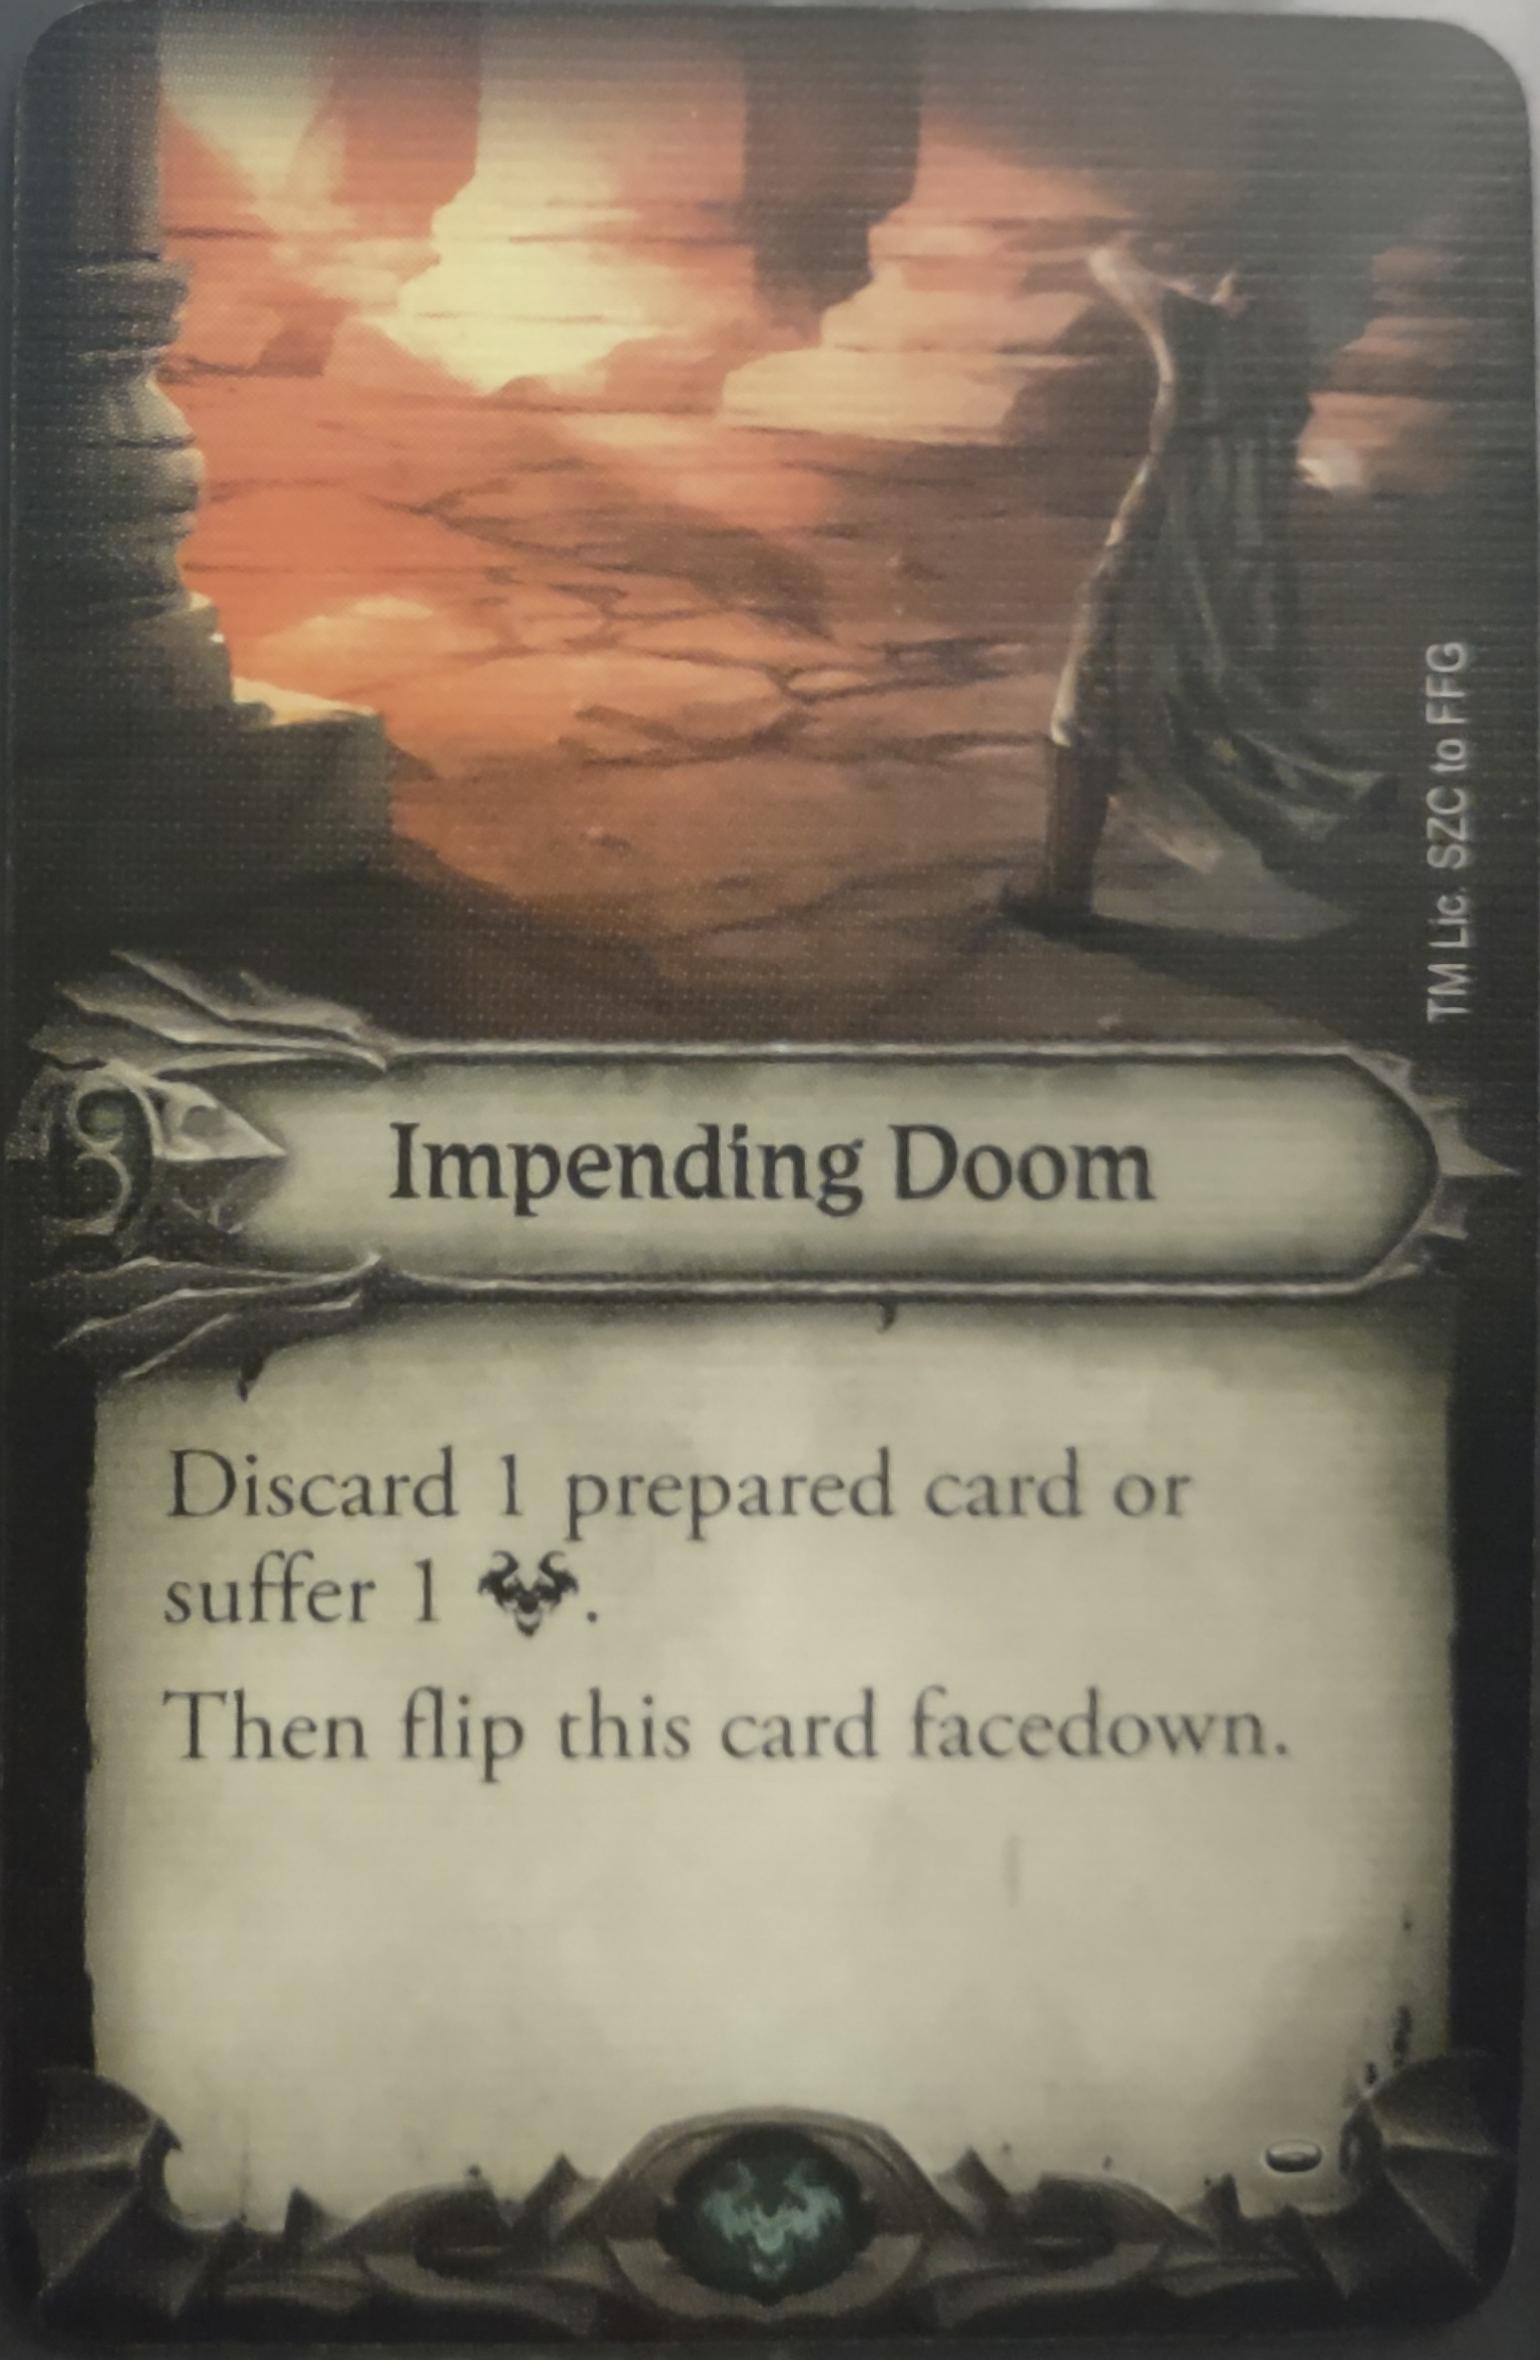 TM Lic. SZC to FFG
Impending Doom
Discard 1 prepared card or
suffer 1 .
Then flip this card facedown.